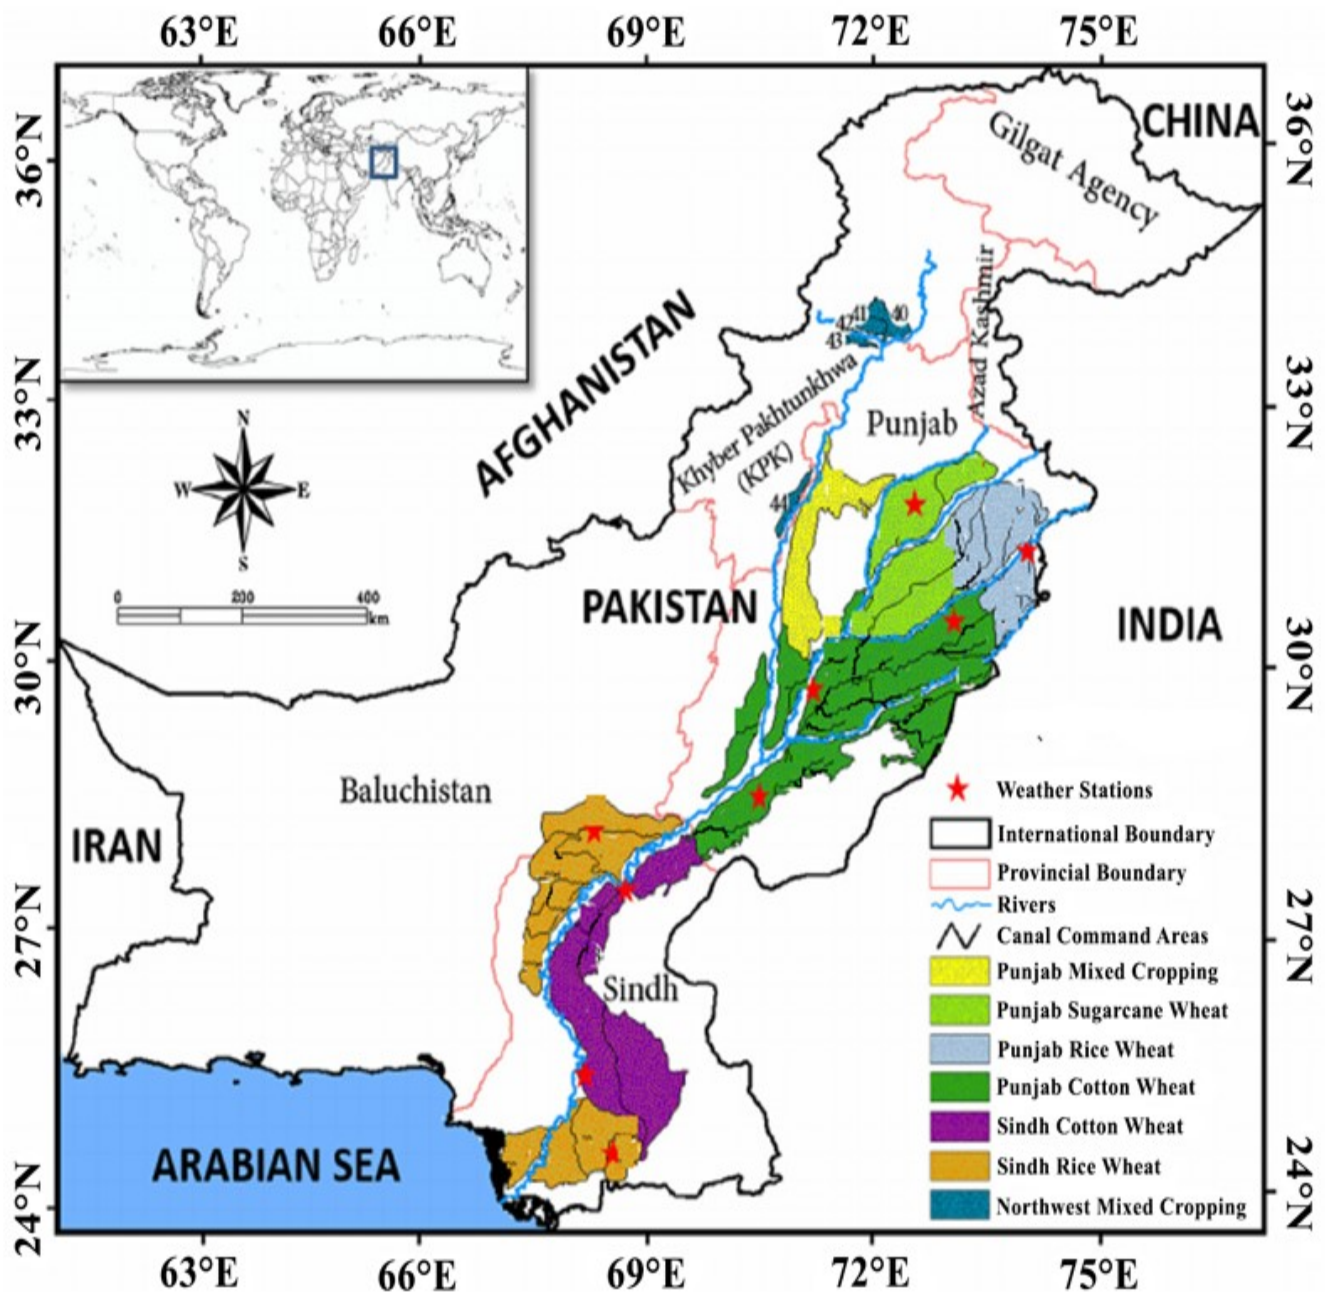 63°E 66°E 69°E 72°E 75°E
36°N
33°N
30°N
27°N
24°N
36°N
33°N
30°N
27°N
24°N
CHINA
Gilgat Agency
Azad Kashmir
41
40
42
43
AFGHANISTAN
Khyber Pakhtunkhwa
(KPK)
Punjab
44
N
W E
S
0 200 400
km
PAKISTAN
INDIA
Baluchistan
IRAN
Sindh
ARABIAN SEA
Weather Stations
International Boundary
Provincial Boundary
Rivers
Canal Command Areas
Punjab Mixed Cropping
Punjab Sugarcane Wheat
Punjab Rice Wheat
Punjab Cotton Wheat
Sindh Cotton Wheat
Sindh Rice Wheat
Northwest Mixed Cropping
63°E 66°E 69°E 72°E 75°E